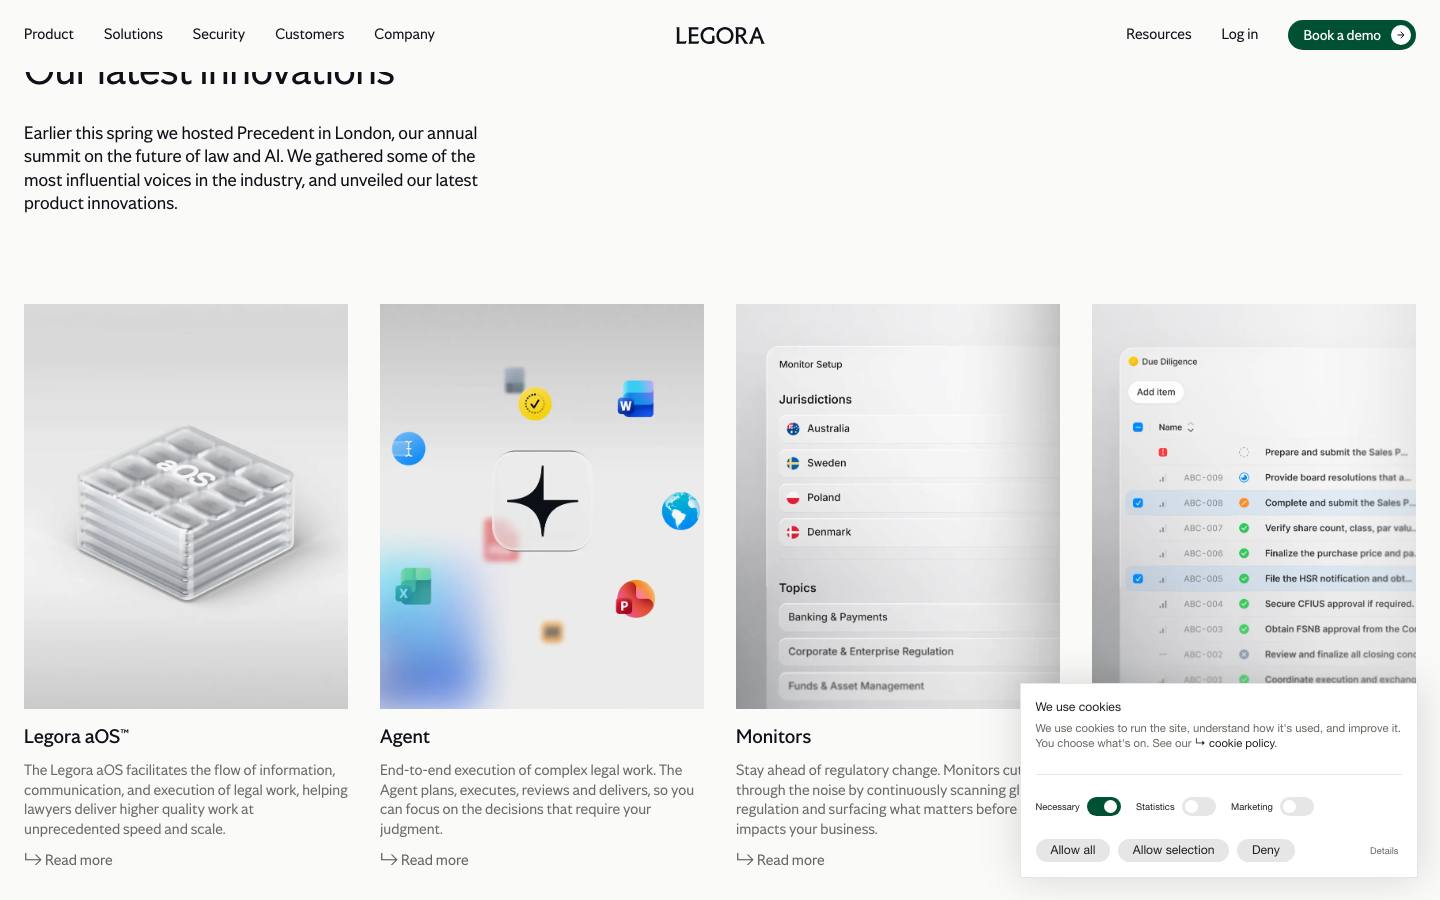 Product
Solutions
Security
Customers
Company
LEGORA
Resources
Log in
Book a demo
Our latest innovations
Earlier this spring we hosted Precedent in London, our annual
summit on the future of law and AI. We gathered some of the
most influential voices in the industry, and unveiled our latest
product innovations.
aOS
W
X
P
Monitor Setup
Jurisdictions
Australia
Sweden
Poland
Denmark
Topics
Banking & Payments
Corporate & Enterprise Regulation
Funds & Asset Management
Due Diligence
Add item
Name
Prepare and submit the Sales P...
ABC-009 Provide board resolutions that a...
ABC-008 Complete and submit the Sales P...
ABC-007 Verify share count, class, par valu...
ABC-006 Finalize the purchase price and pa...
ABC-005 File the HSR notification and obt...
ABC-004 Secure CFIUS approval if required.
ABC-003 Obtain FSNB approval from the
ABC-002 Review and finalize all closing
ABC-001 Coordinate execution and
Legora aOS™
The Legora aOS facilitates the flow of information,
communication, and execution of legal work, helping
lawyers deliver higher quality work at
unprecedented speed and scale.
Read more
Agent
End-to-end execution of complex legal work. The
Agent plans, executes, reviews and delivers, so you
can focus on the decisions that require your
judgment.
Read more
Monitors
Stay ahead of regulatory change. Monitors cut
through the noise by continuously scanning
regulation and surfacing what matters before
impacts your business.
Read more
We use cookies
We use cookies to run the site, understand how it's used, and improve it.
You choose what's on. See our ↳ cookie policy.
Necessary
Statistics
Marketing
Allow all
Allow selection
Deny
Details